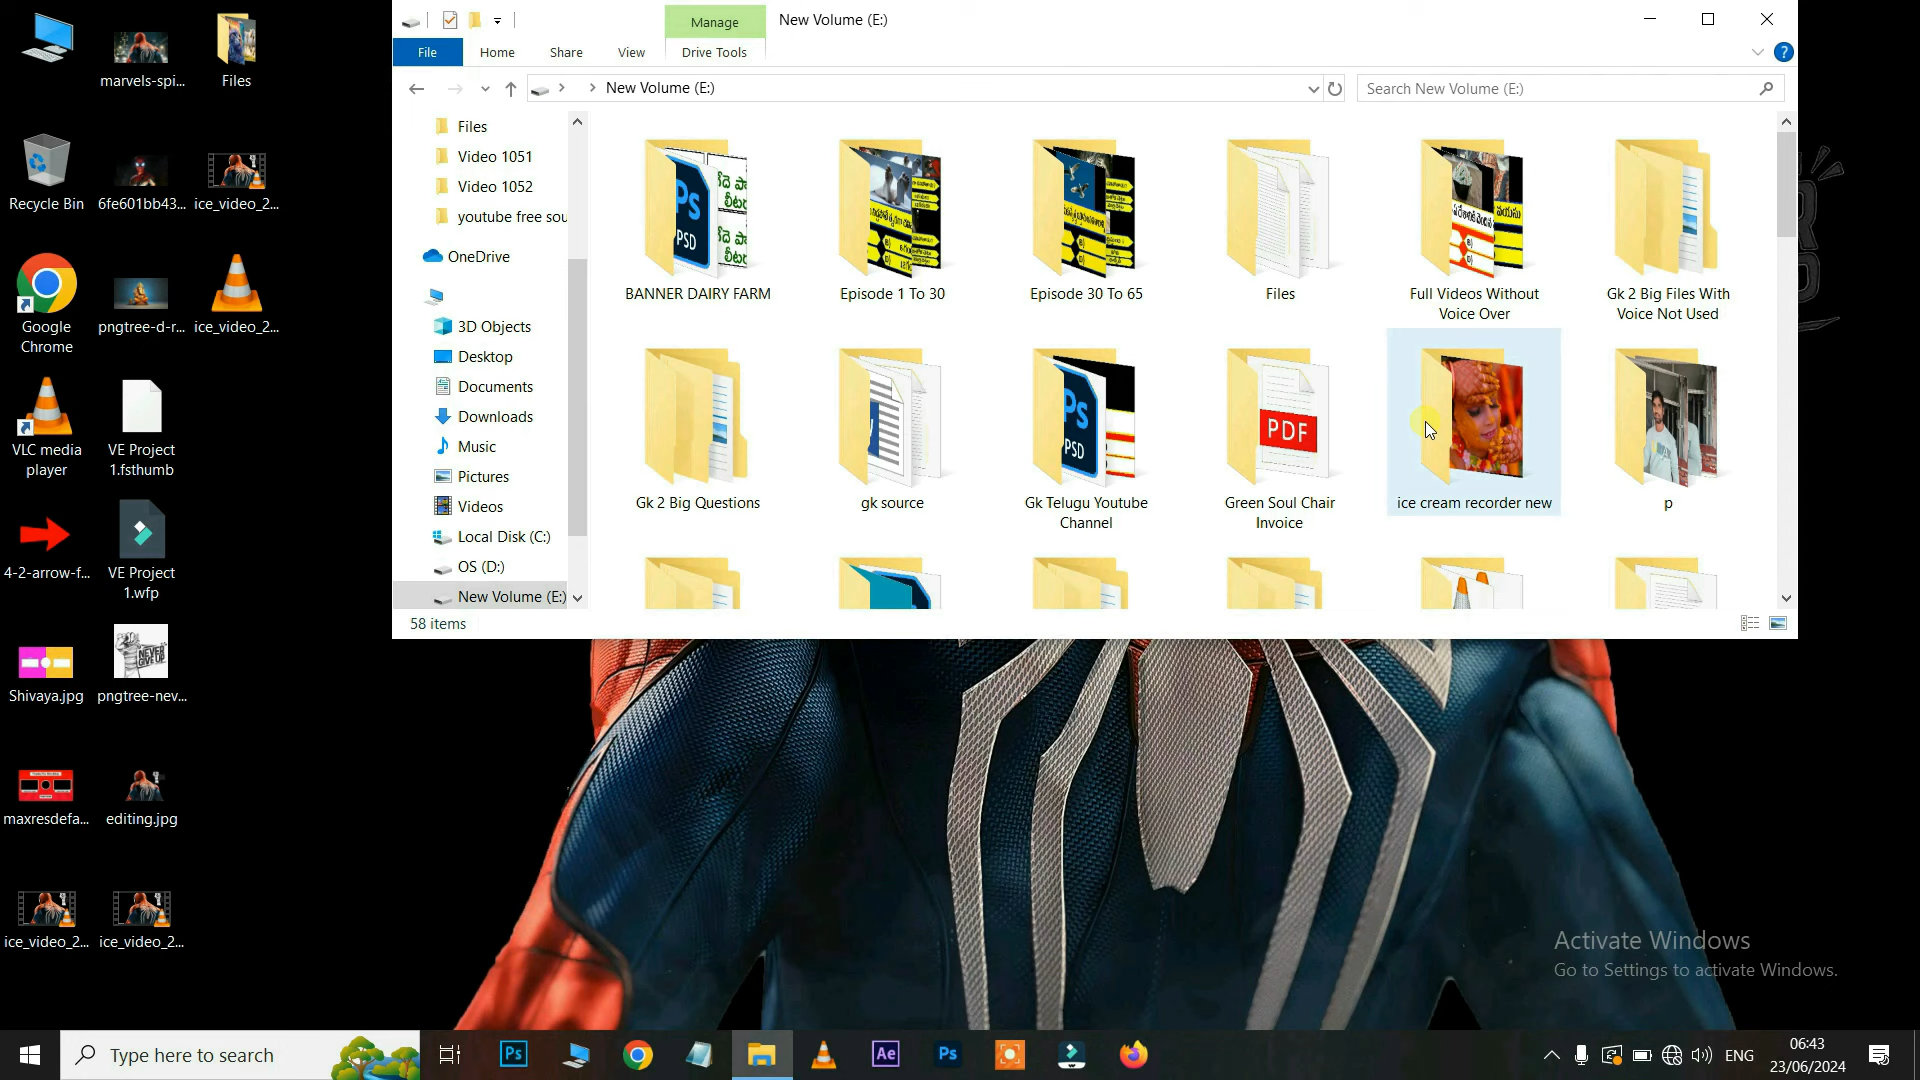 Manage
New Volume (E:)
File
Home
Share
View
Drive Tools
New Volume (E:)
Search New Volume (E:)
Files
Video 1051
Video 1052
youtube free sou
OneDrive
3D Objects
Desktop
Documents
Downloads
Music
Pictures
Videos
Local Disk (C:)
OS (D:)
New Volume (E:)
BANNER DAIRY FARM
Episode 1 To 30
Episode 30 To 65
Files
Full Videos Without
Voice Over
Gk 2 Big Files With
Voice Not Used
Gk 2 Big Questions
gk source
Gk Telugu Youtube
Channel
Green Soul Chair
Invoice
ice cream recorder new
p
PSD
PSD
PDF
58 items
marvels-spi...
Files
Recycle Bin
6fe601bb43...
ice_video_2...
Google
Chrome
pngtree-d-r...
ice_video_2...
VLC media
player
VE Project
1.fsthumb
4-2-arrow-f...
VE Project
1.wfp
Shivaya.jpg
pngtree-nev...
maxresdefa...
editing.jpg
ice_video_2...
ice_video_2...
Activate Windows
Go to Settings to activate Windows.
Type here to search
Ps
Ae
Ps
ENG
06:43
23/06/2024